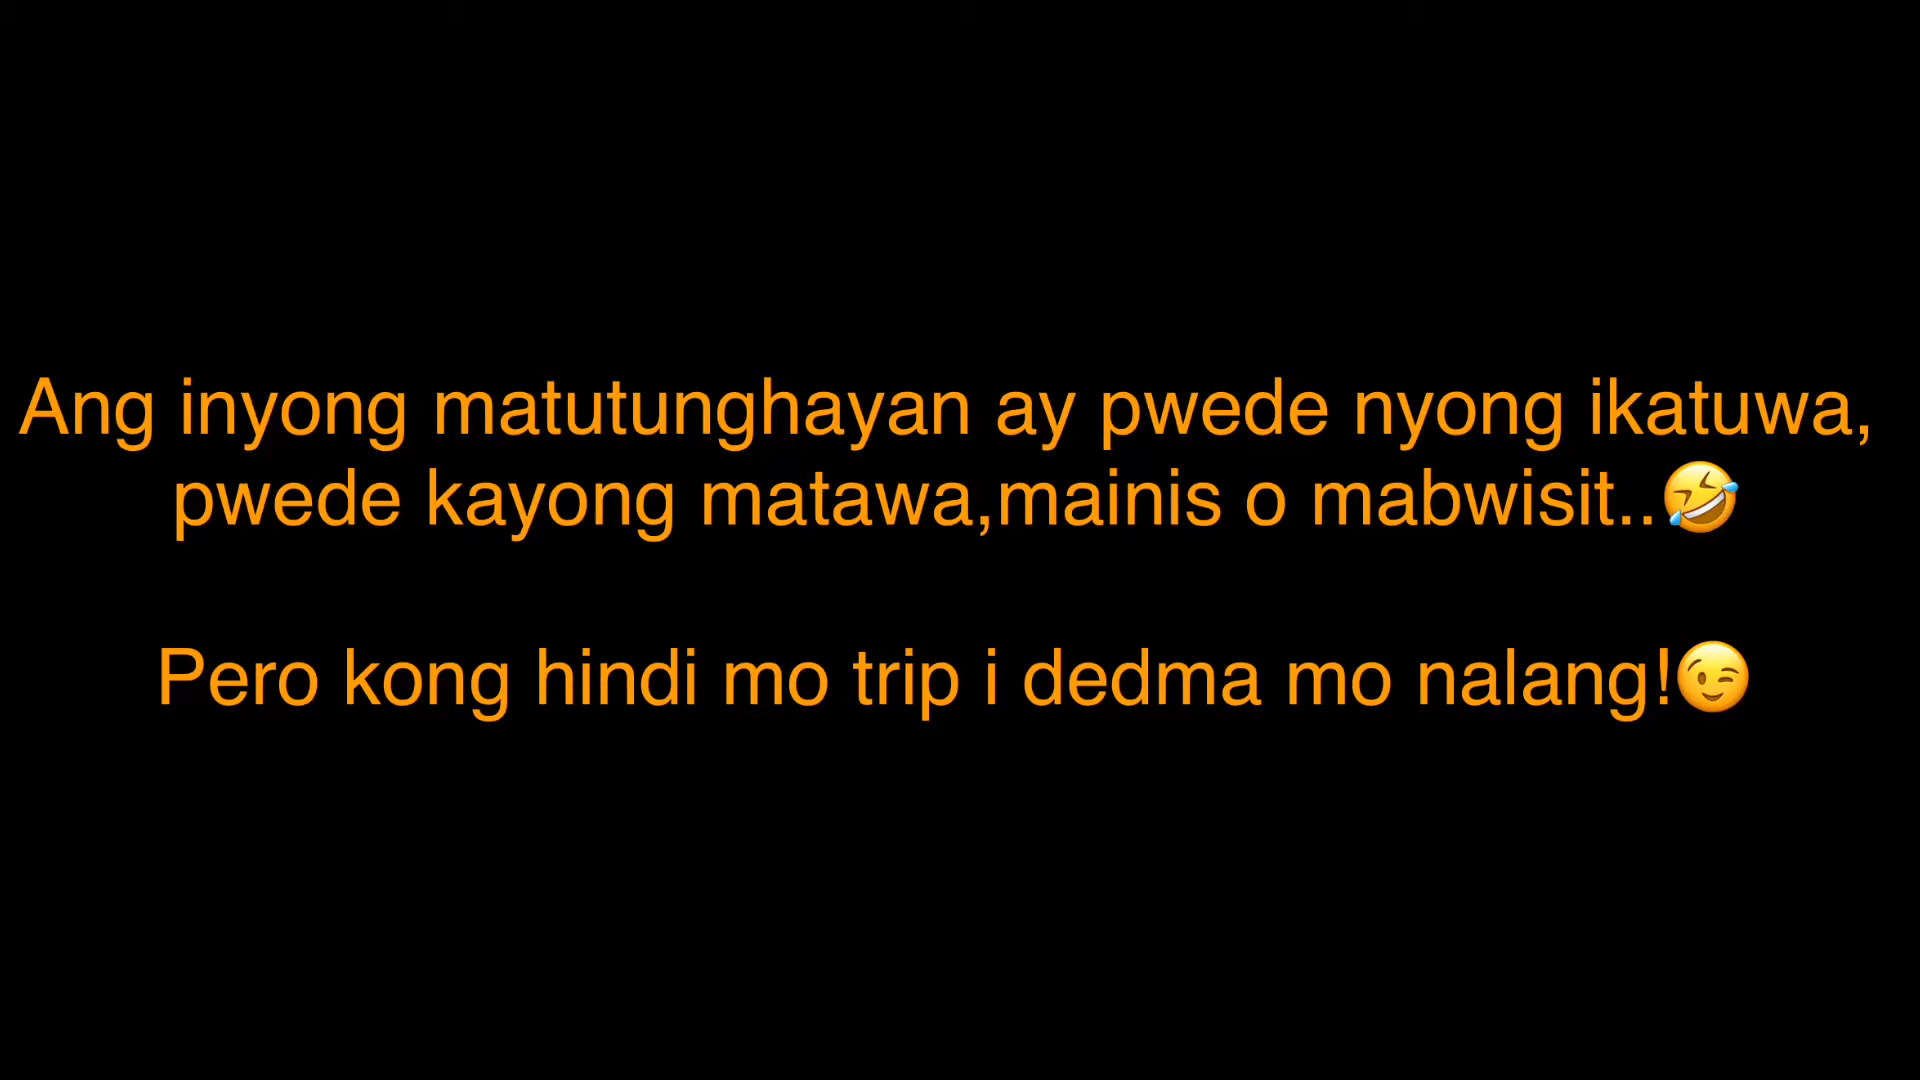 Ang inyong matutunghayan ay pwede nyong ikatuwa,
pwede kayong matawa,mainis o mabwisit..🤣
Pero kong hindi mo trip i dedma mo nalang!😉